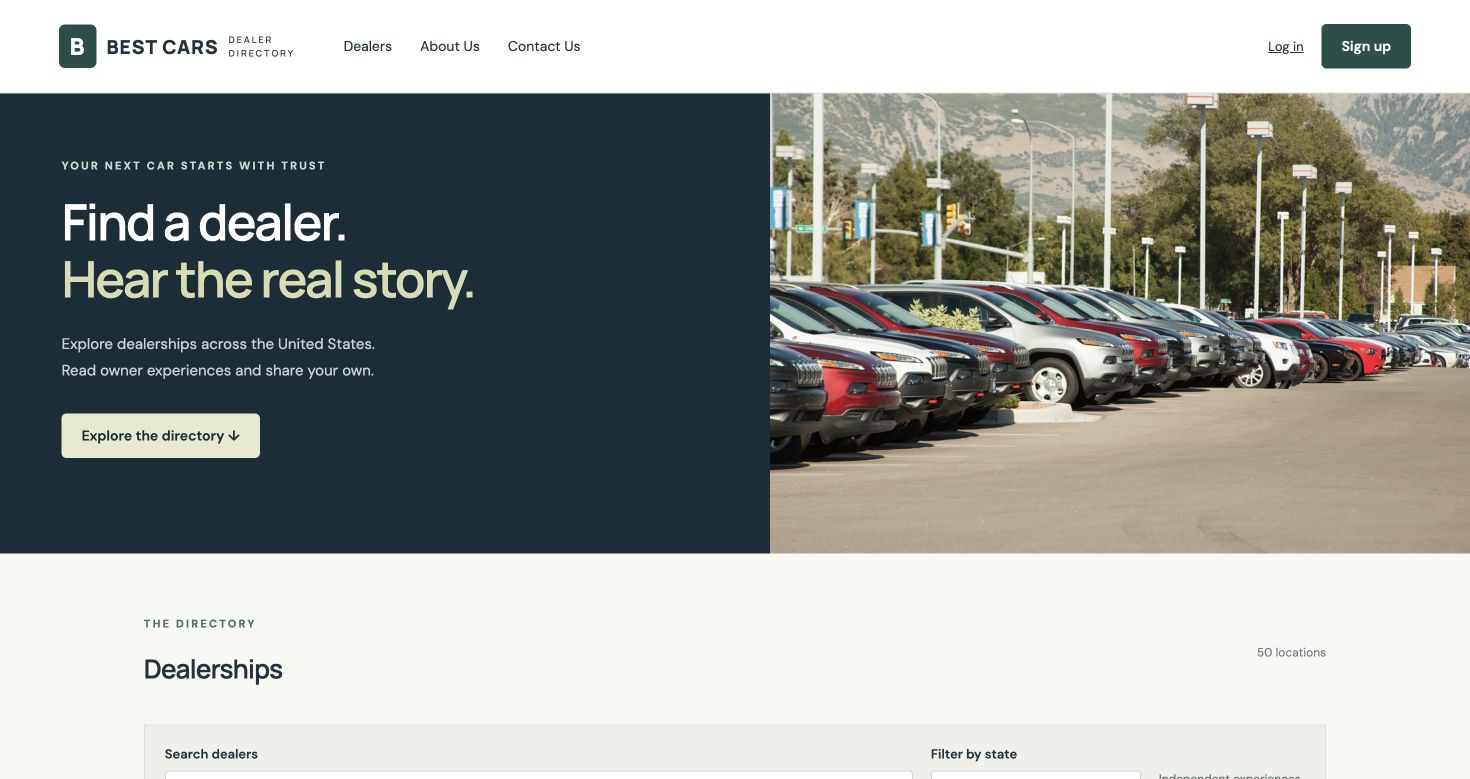 B
BEST CARS
DEALER
DIRECTORY
Dealers
About Us
Contact Us
Log in
Sign up
YOUR NEXT CAR STARTS WITH TRUST
Find a dealer.
Hear the real story.
Explore dealerships across the United States.
Read owner experiences and share your own.
Explore the directory ↓
THE DIRECTORY
Dealerships
50 locations
Search dealers
Filter by state
Independent experiences